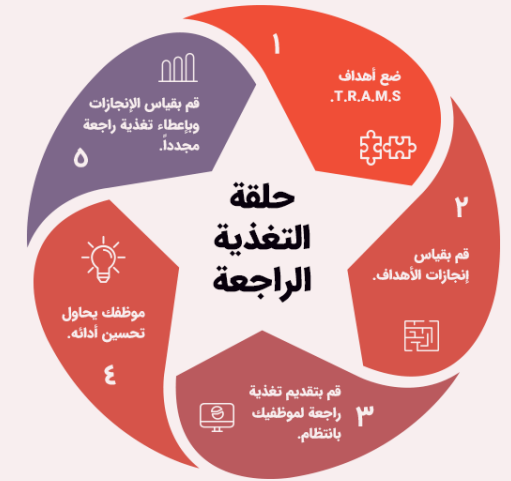 حلقة
التغذية
الراجعة
١
ضع أهداف
T.R.A.M.S.
٢
قم بقياس
إنجازات الأهداف.
٣
قم بتقديم تغذية
راجعة لموظفيك
بانتظام.
٤
موظفك يحاول
تحسين أدائه.
٥
قم بقياس الإنجازات
وبإعطاء تغذية راجعة
مجدداً.